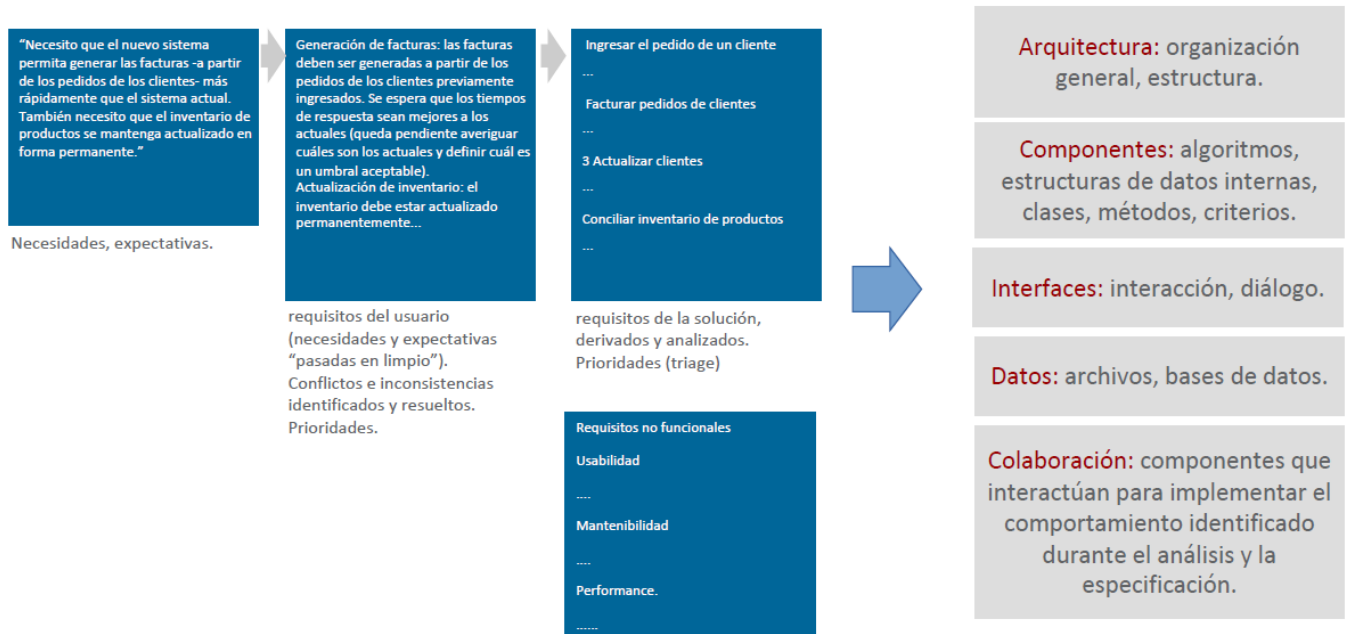 “Necesito que el nuevo sistema
permita generar las facturas -a partir
de los pedidos de los clientes- más
rápidamente que el sistema actual.
También necesito que el inventario de
productos se mantenga actualizado en
forma permanente.”
Necesidades, expectativas.
Generación de facturas: las facturas
deben ser generadas a partir de los
pedidos de los clientes previamente
ingresados. Se espera que los tiempos
de respuesta sean mejores a los
actuales (queda pendiente averiguar
cuáles son los actuales y definir cuál es
un umbral aceptable).
Actualización de inventario: el
inventario debe estar actualizado
permanentemente...
requisitos del usuario
(necesidades y expectativas
“pasadas en limpio”).
Conflictos e inconsistencias
identificados y resueltos.
Prioridades.
Ingresar el pedido de un cliente
...
Facturar pedidos de clientes
...
3 Actualizar clientes
...
Conciliar inventario de productos
...
requisitos de la solución,
derivados y analizados.
Prioridades (triage)
Requisitos no funcionales
Usabilidad
....
Mantenibilidad
....
Performance.
......
Arquitectura: organización
general, estructura.
Componentes: algoritmos,
estructuras de datos internas,
clases, métodos, criterios.
Interfaces: interacción, diálogo.
Datos: archivos, bases de datos.
Colaboración: componentes que
interactúan para implementar el
comportamiento identificado
durante el análisis y la
especificación.